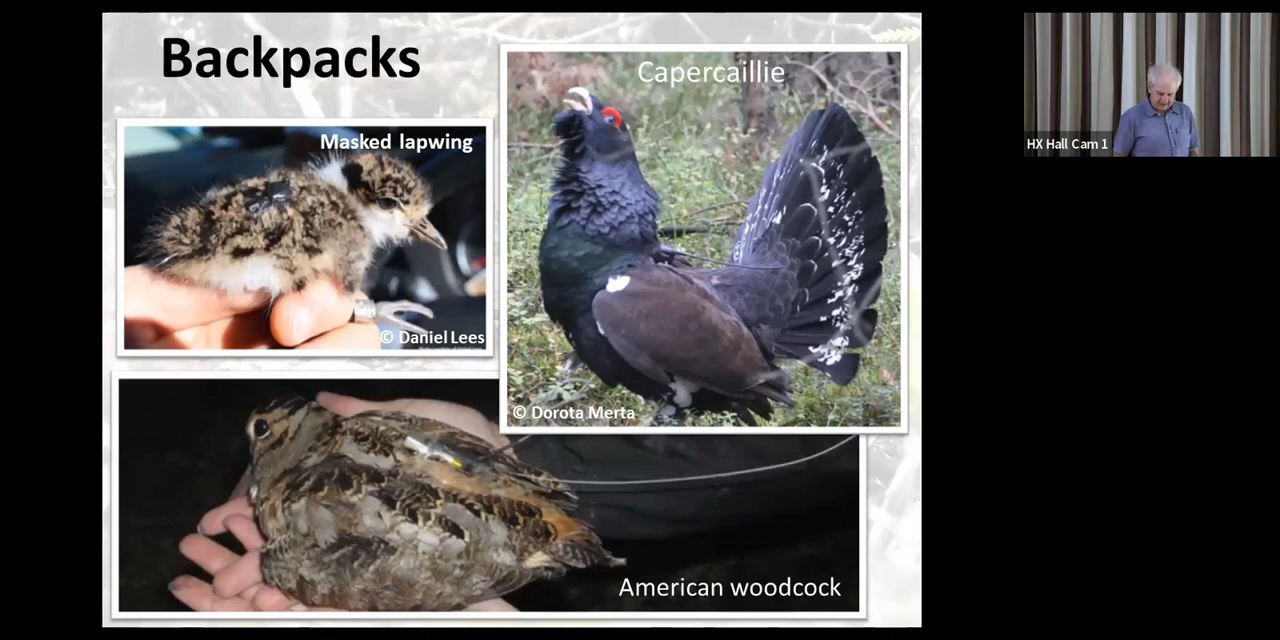 Backpacks
Masked lapwing
© Daniel Lees
Capercaillie
© Dorota Merta
American woodcock
HX Hall Cam 1